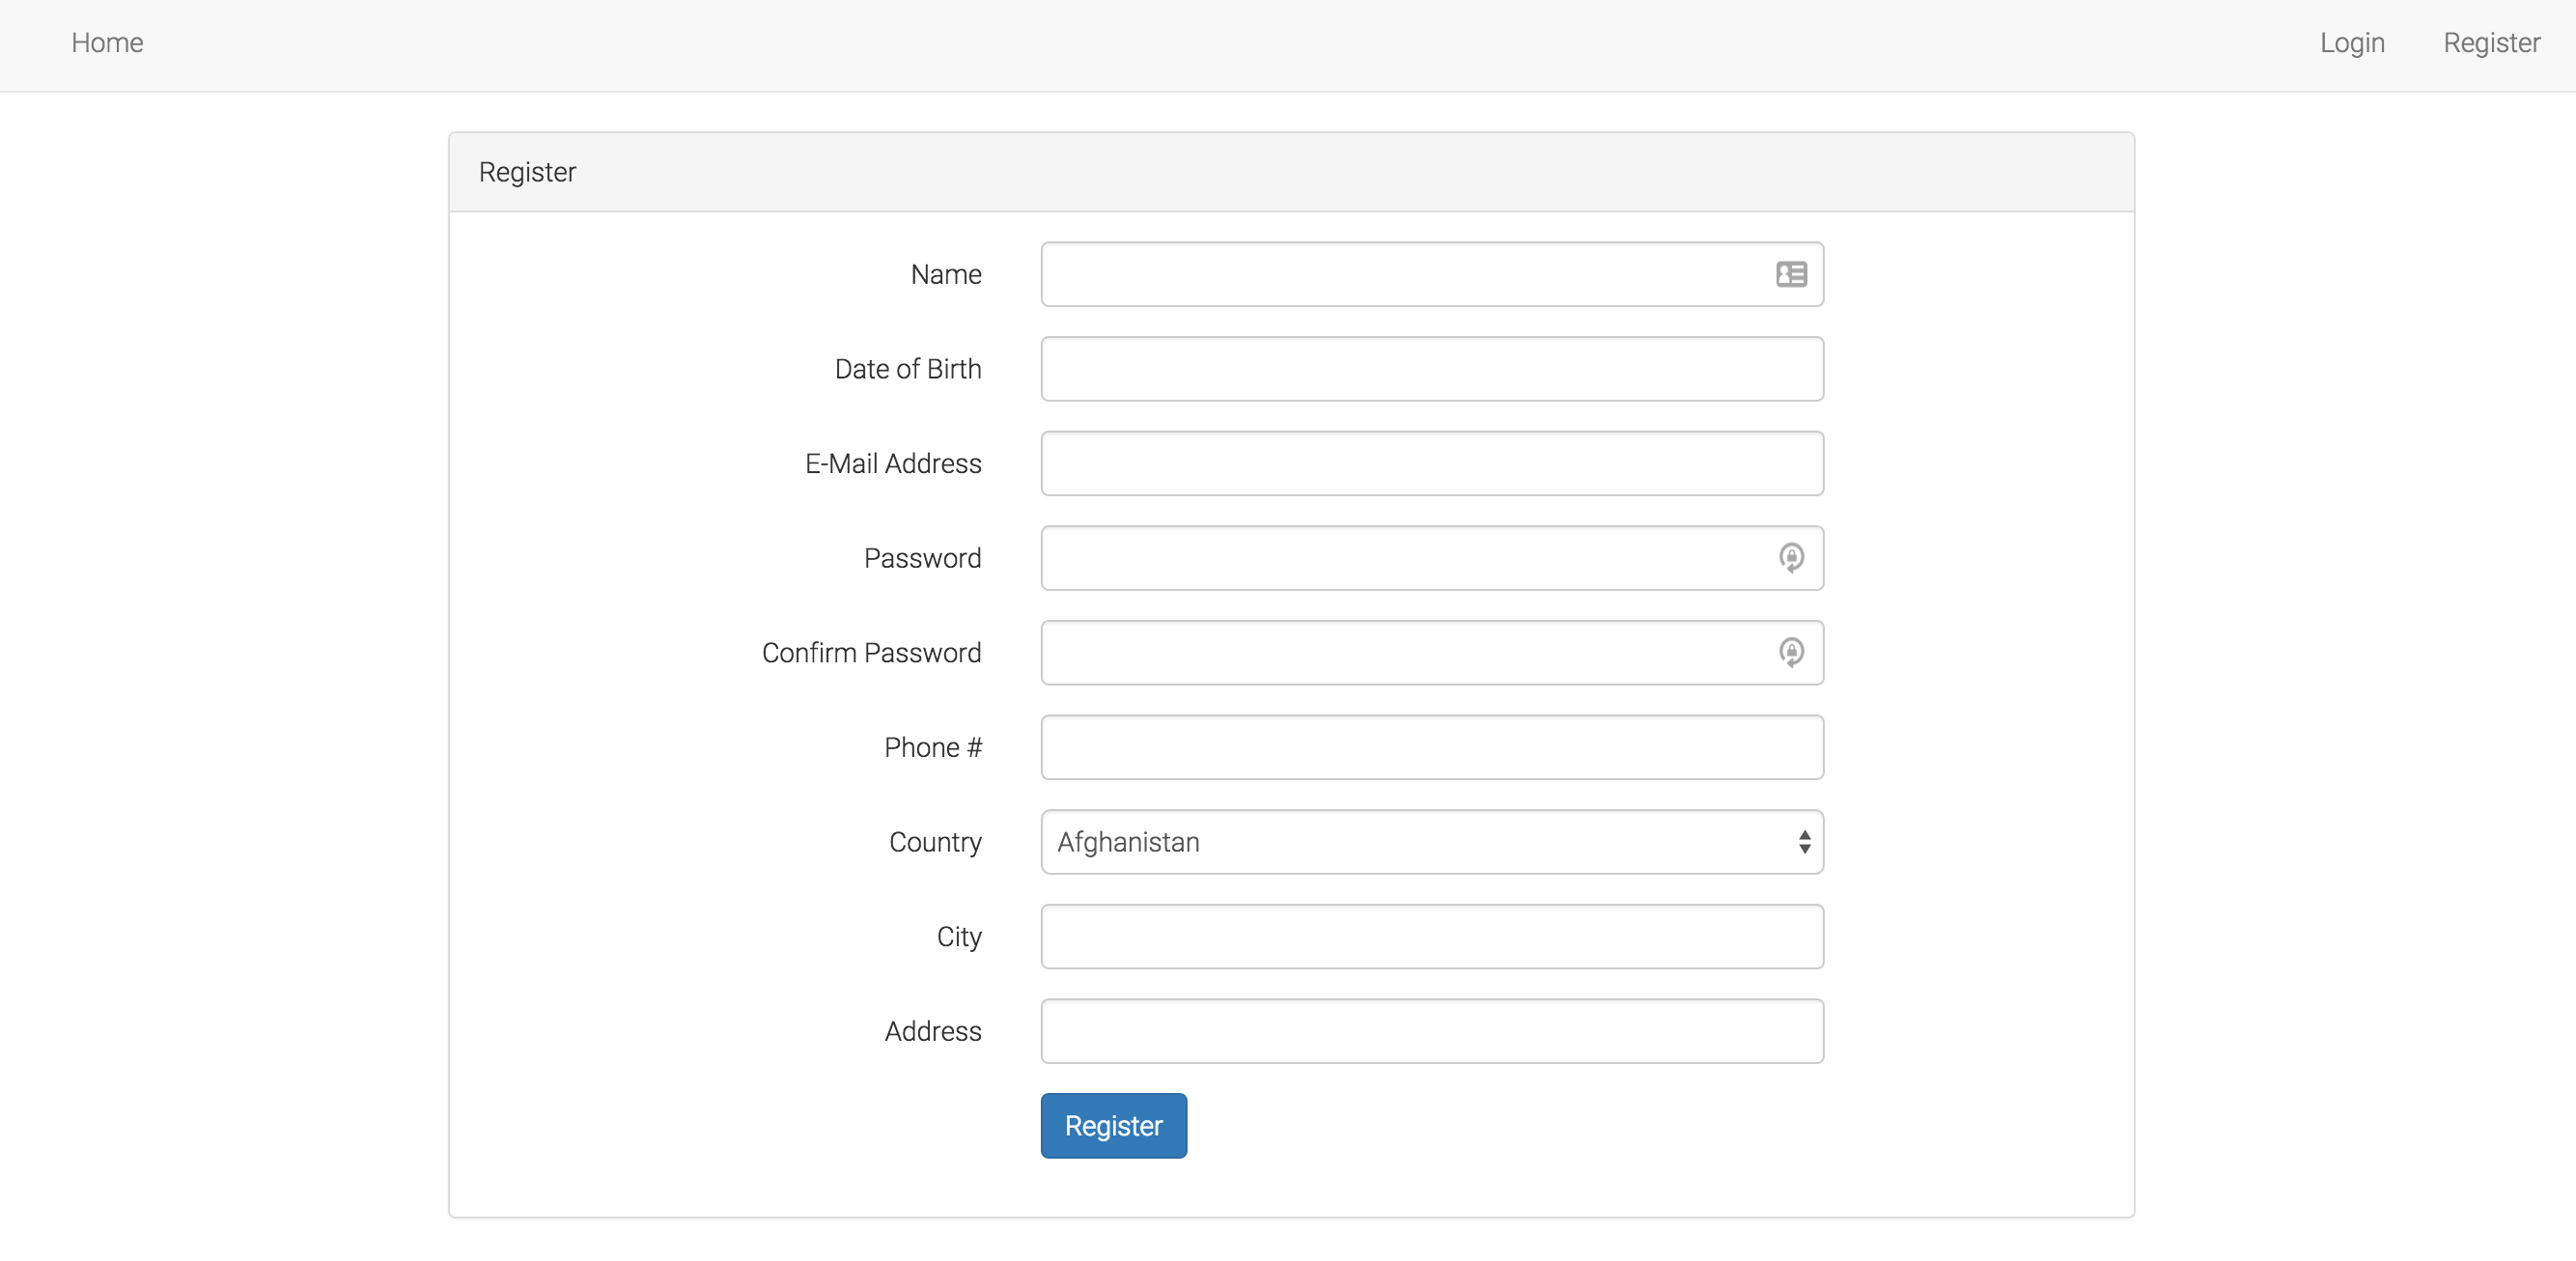 Home Login Register
Register
Name
Date of Birth
E-Mail Address
Password
Confirm Password
Phone #
Country Afghanistan
City
Address
Register